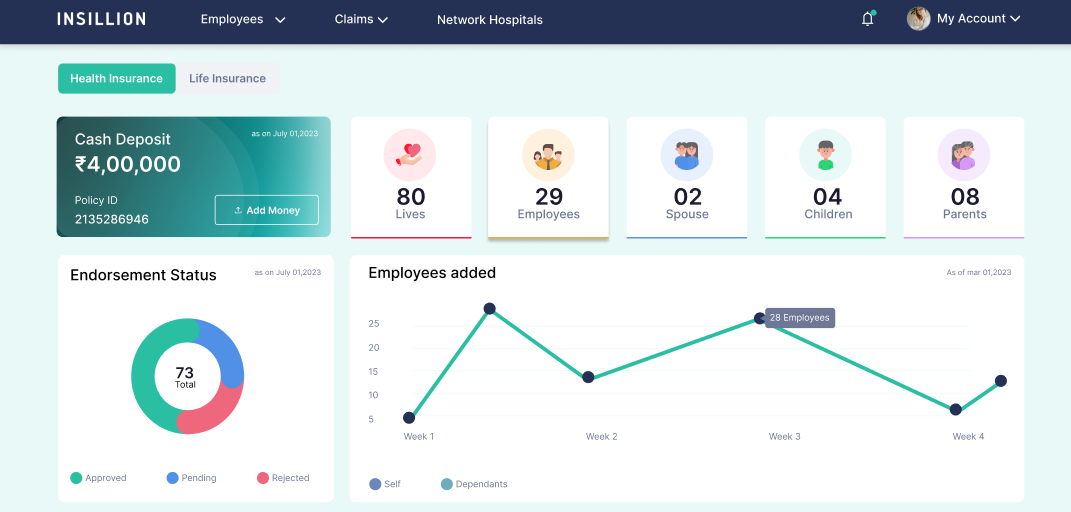 INSILLION
Employees
Claims
Network Hospitals
My Account
Health Insurance
Life Insurance
Cash Deposit
as on July 01,2023
₹4,00,000
Policy ID
2135286946
Add Money
80
Lives
29
Employees
02
Spouse
04
Children
08
Parents
Endorsement Status
as on July 01,2023
73
Total
Approved
Pending
Rejected
Employees added
As of mar 01,2023
25
20
15
10
5
28 Employees
Week 1
Week 2
Week 3
Week 4
Self
Dependants